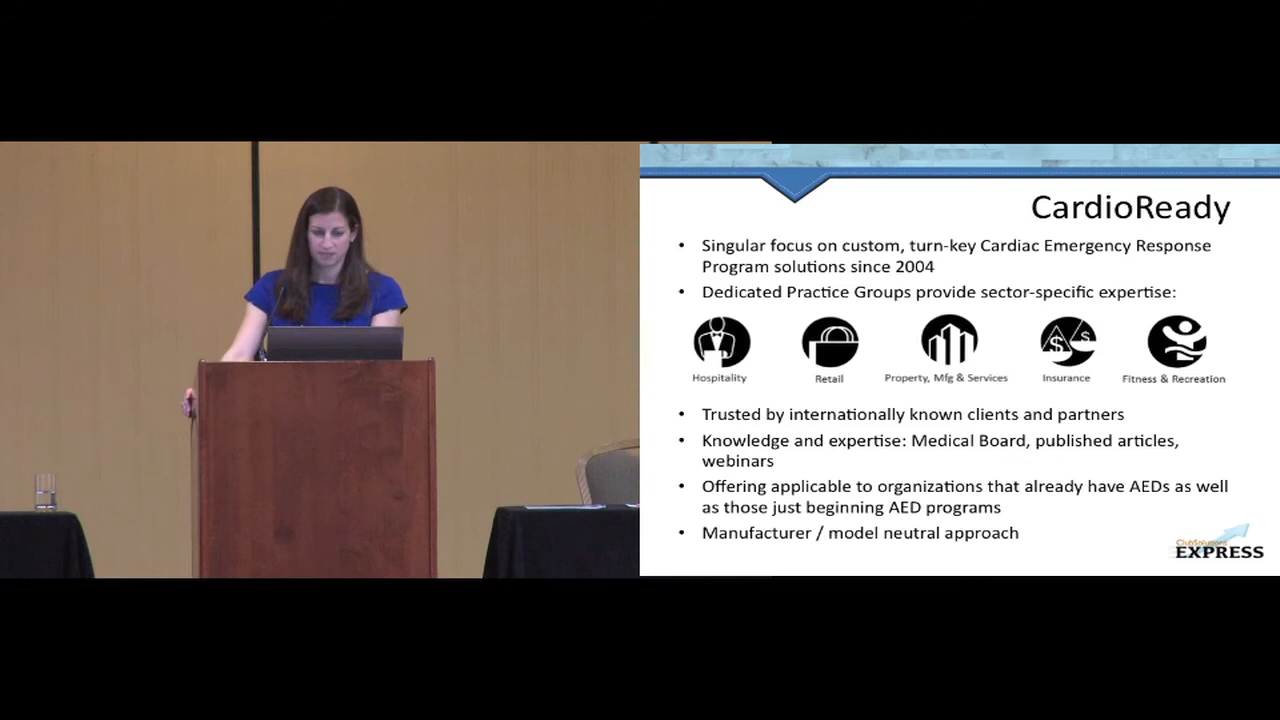 CardioReady
• Singular focus on custom, turn-key Cardiac Emergency Response
Program solutions since 2004
• Dedicated Practice Groups provide sector-specific expertise:
Hospitality
Retail
Property, Mfg & Services
Insurance
Fitness & Recreation
• Trusted by internationally known clients and partners
• Knowledge and expertise: Medical Board, published articles,
webinars
• Offering applicable to organizations that already have AEDs as well
as those just beginning AED programs
• Manufacturer / model neutral approach
ClubSolutions
EXPRESS